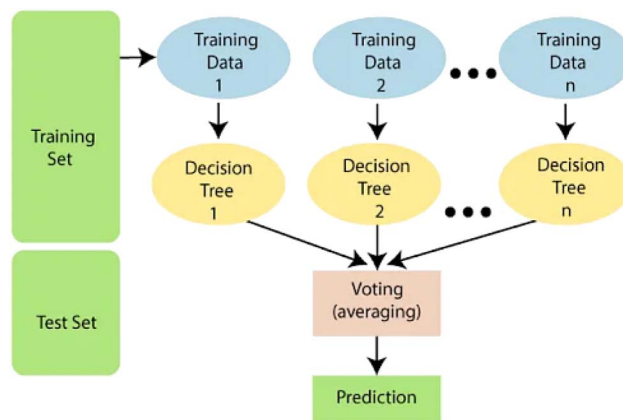 Training
Set
Test Set
Training
Data
1
Training
Data
2
Training
Data
n
Decision
Tree
1
Decision
Tree
2
Decision
Tree
n
Voting
(averaging)
Prediction